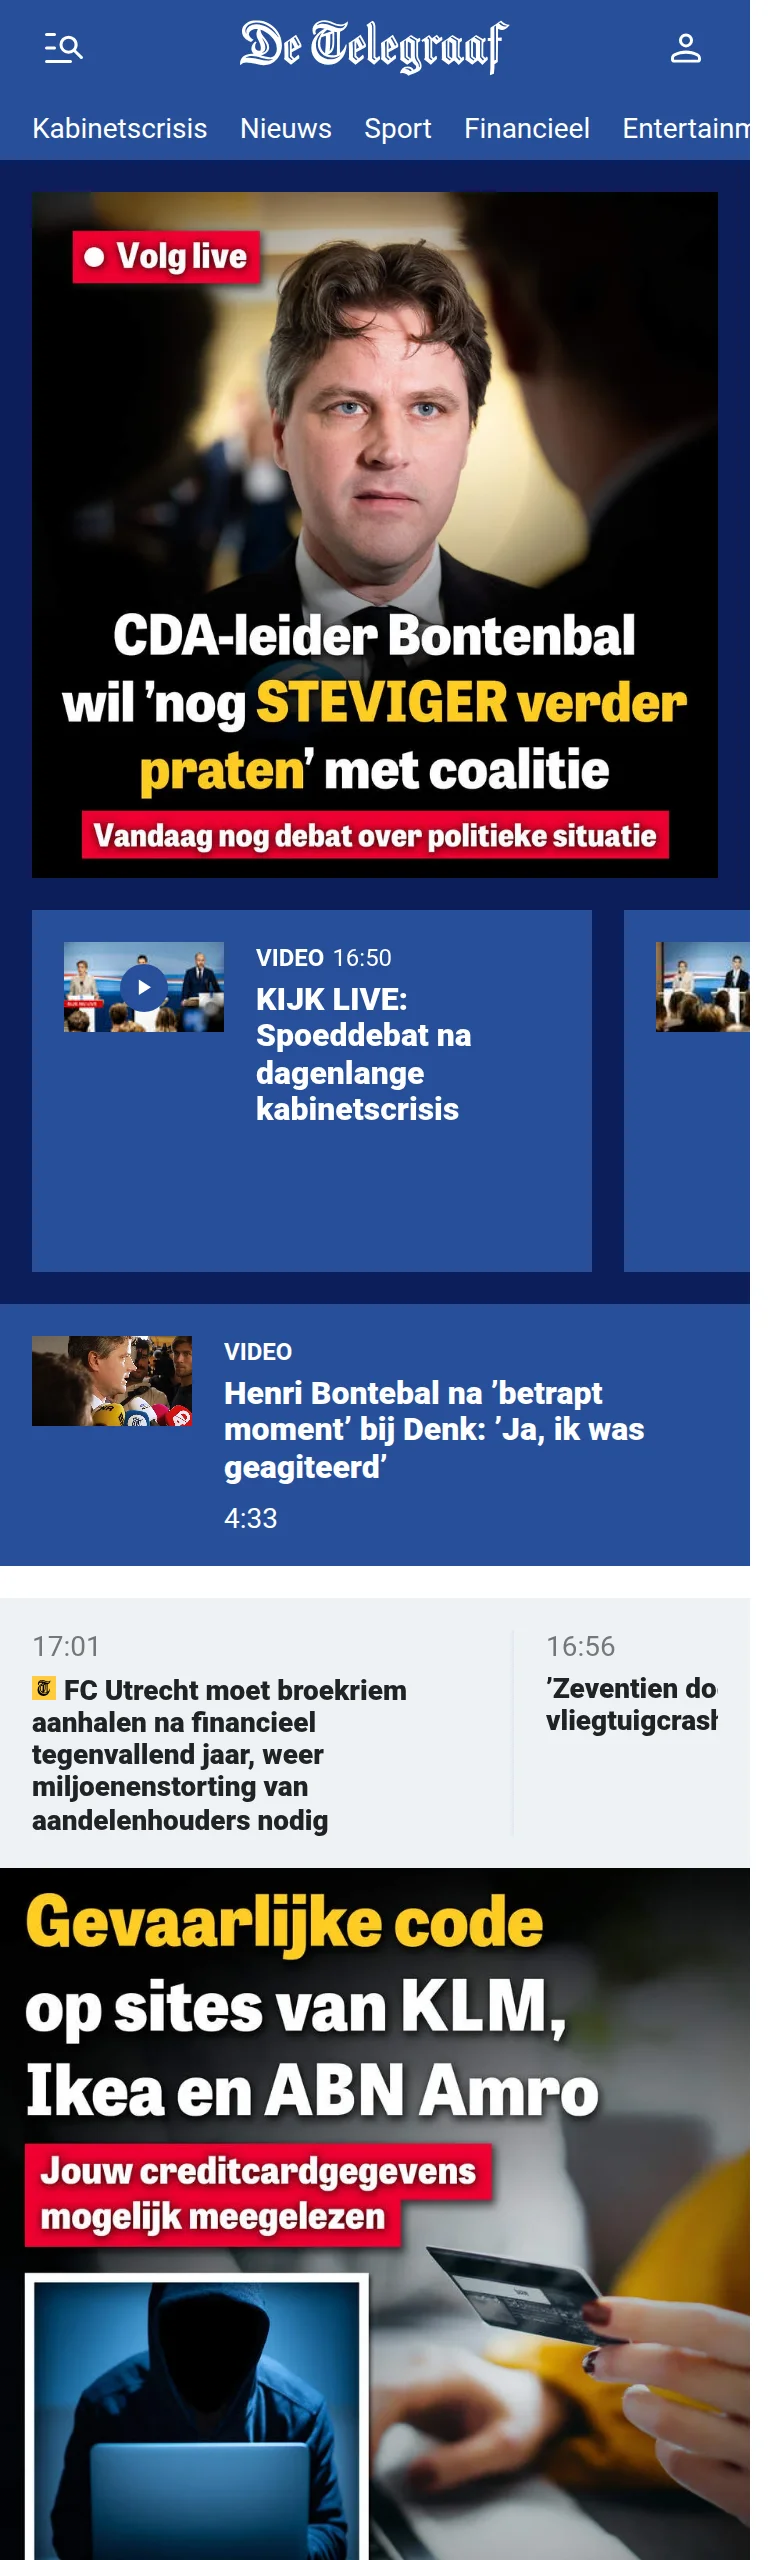 De Telegraaf
Kabinetscrisis Nieuws Sport Financieel Entertainm
Volg live
CDA-leider Bontenbal
wil ’nog STEVIGER verder
praten’ met coalitie
Vandaag nog debat over politieke situatie
VIDEO 16:50
KIJK LIVE:
Spoeddebat na
dagenlange
kabinetscrisis
VIDEO
Henri Bontebal na ’betrapt
moment’ bij Denk: ’Ja, ik was
geagiteerd’
4:33
17:01
FC Utrecht moet broekriem
aanhalen na financieel
tegenvallend jaar, weer
miljoenenstorting van
aandelenhouders nodig
16:56
’Zeventien do
vliegtuigcrash
Gevaarlijke code
op sites van KLM,
Ikea en ABN Amro
Jouw creditcardgegevens
mogelijk meegelezen